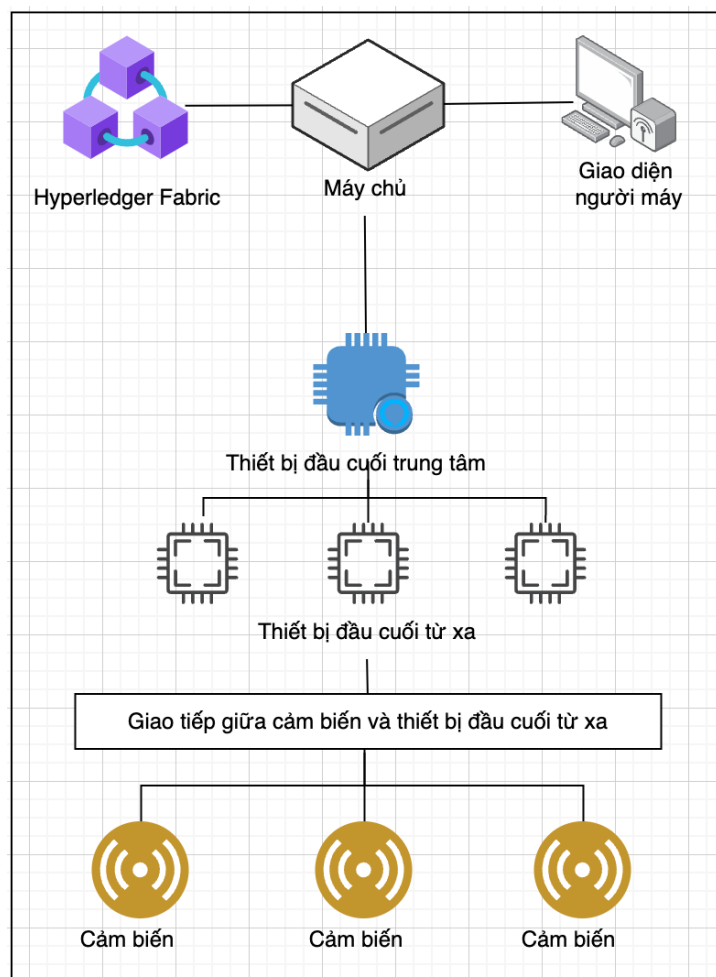 Hyperledger Fabric
Máy chủ
Giao diện
người máy
Thiết bị đầu cuối trung tâm
Thiết bị đầu cuối từ xa
Giao tiếp giữa cảm biến và thiết bị đầu cuối từ xa
Cảm biến
Cảm biến
Cảm biến